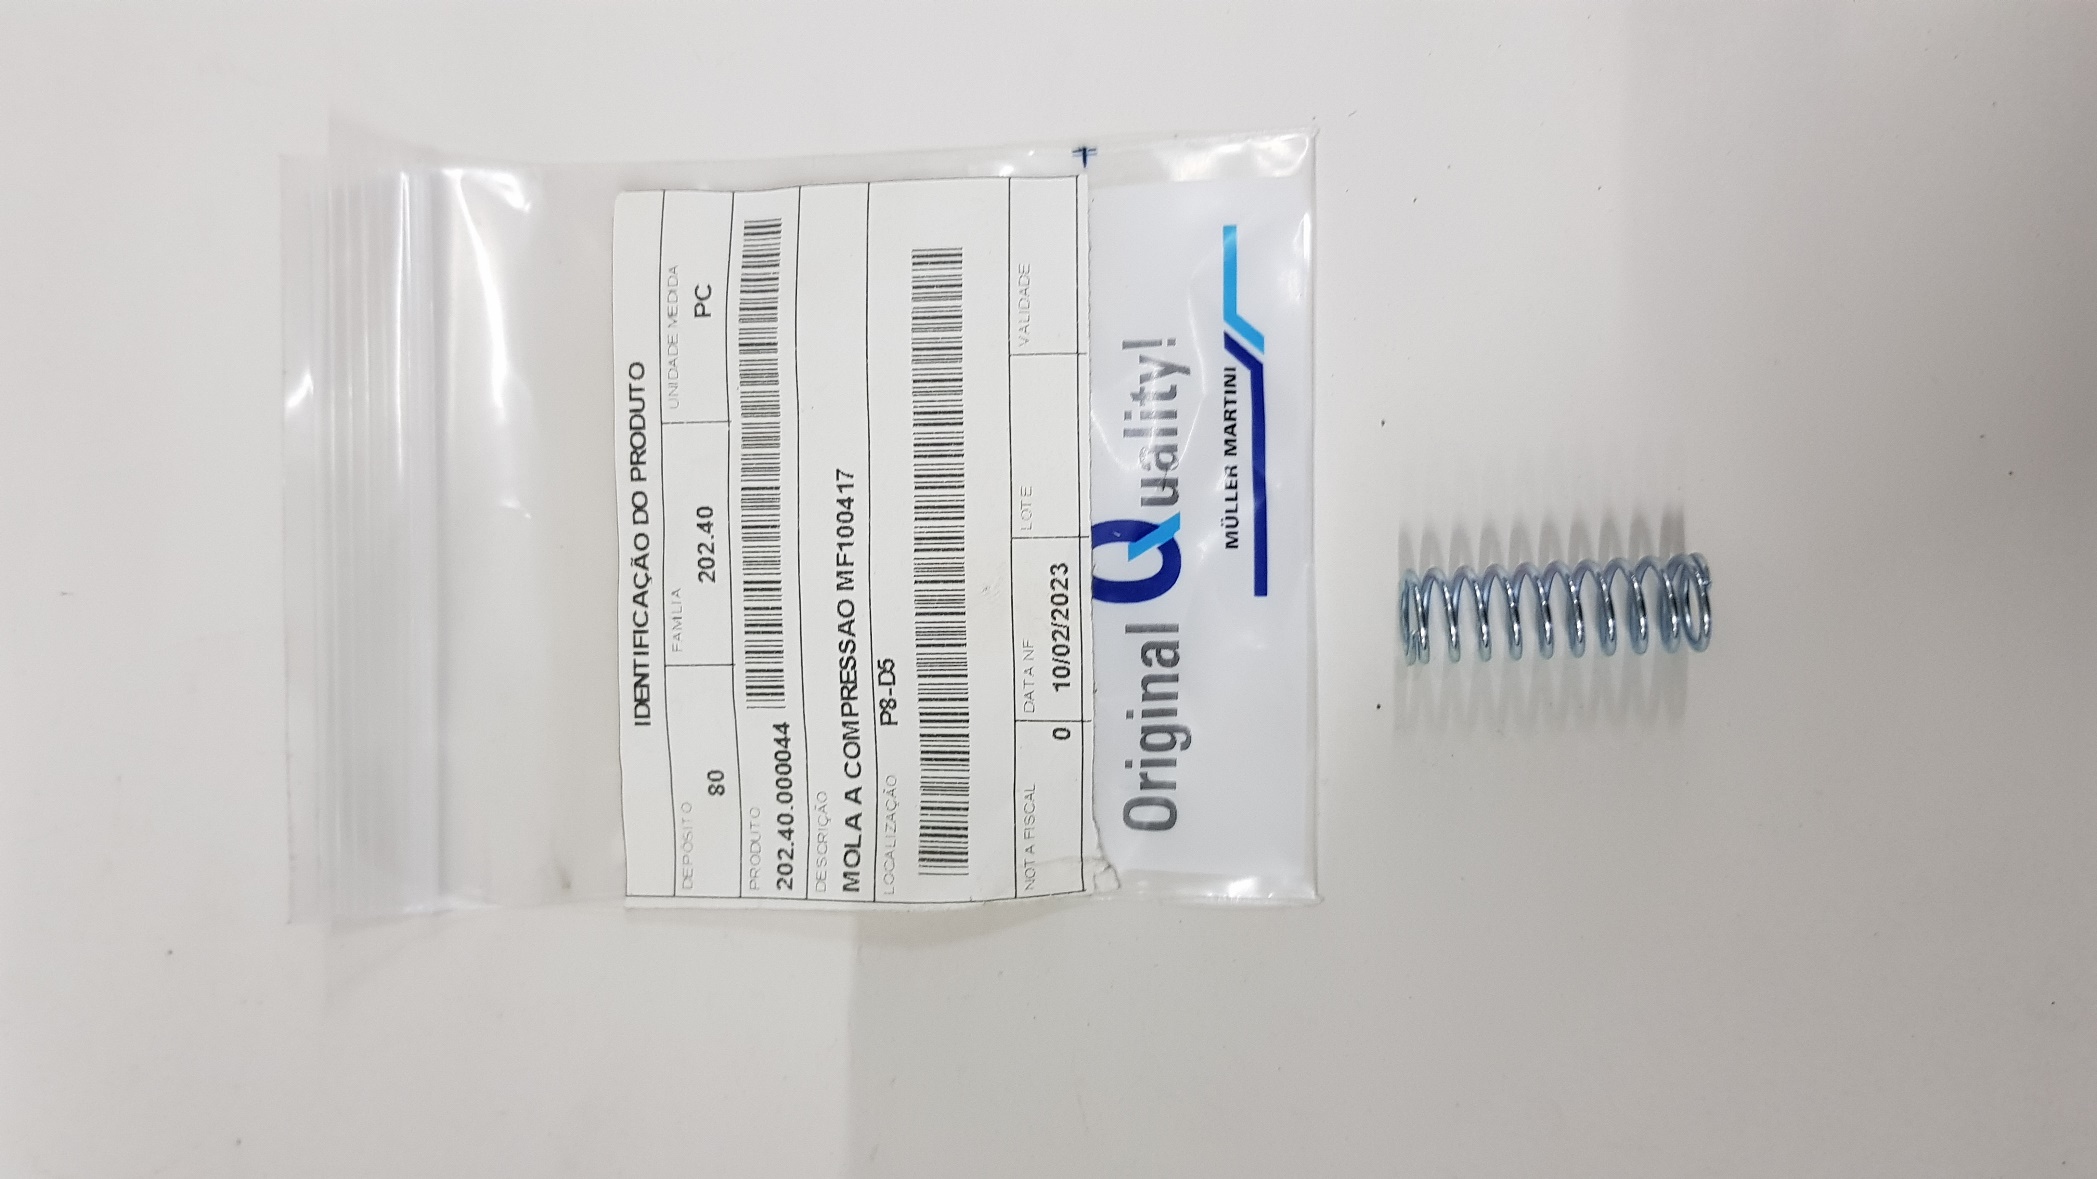 IDENTIFICAÇÃO DO PRODUTO
DEPÓSITO FAMLIA UNIDADE MEDIDA
80 202.40 PC
PRODUTO
202.40.000044
DESCRIÇÃO
MOLA A COMPRESSAO MF100417
LOCALIZAÇÃO P8-D5
NOTA FISCAL DATA NF LOTE VALIDADE
0 10/02/2023
Original Quality!
MÜLLER MARTINI